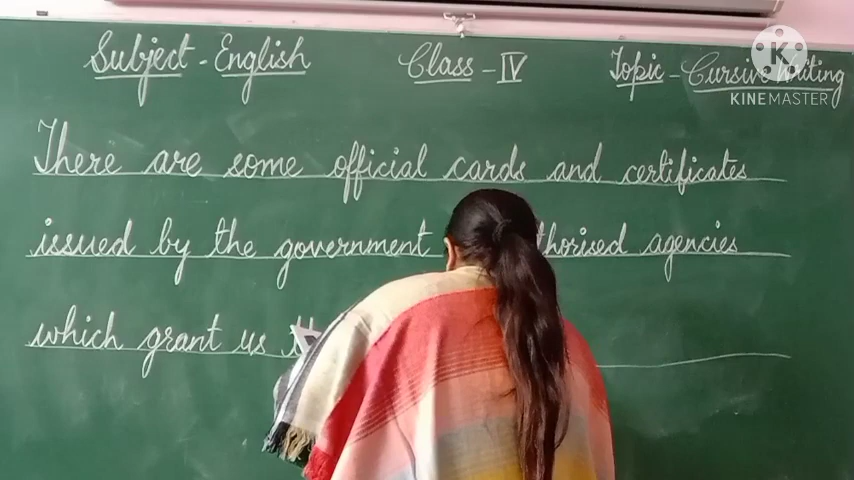 Subject - English Class - IV Topic - Cursive Writing
K
KINEMASTER
There are some official cards and certificates
issued by the government thorised agencies
which grant us